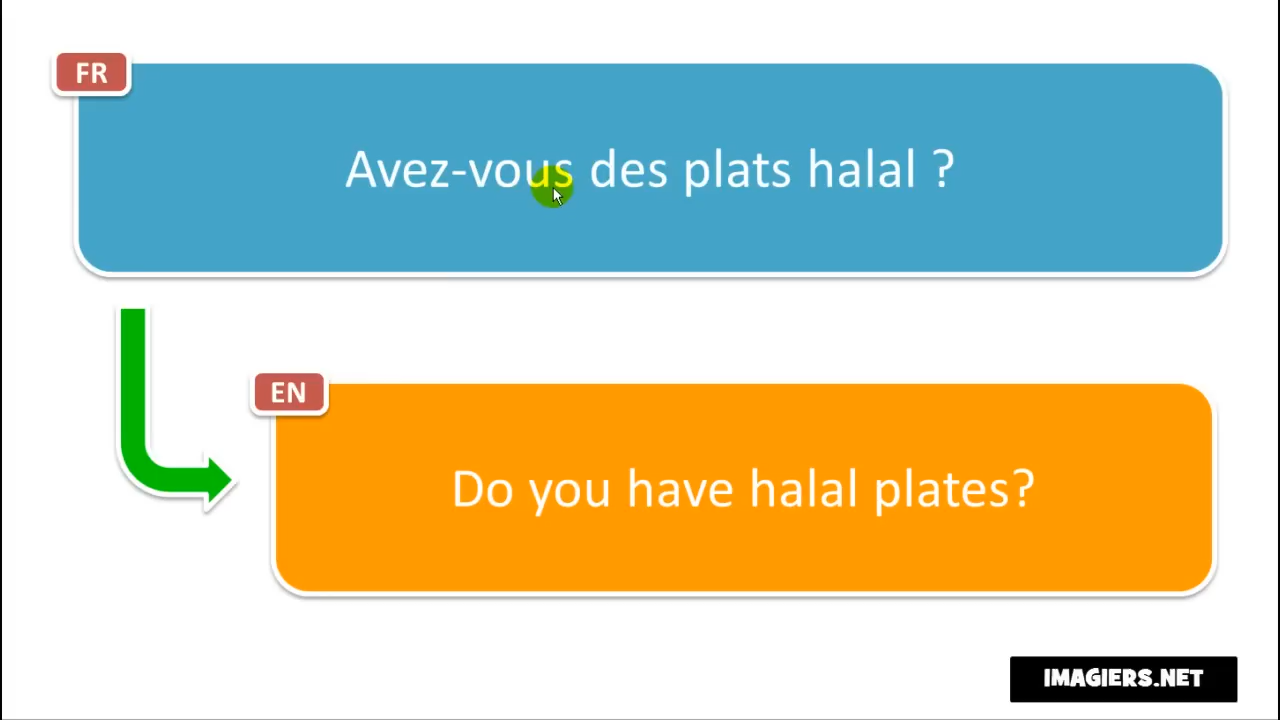 FR
Avez-vous des plats halal ?
EN
Do you have halal plates?
IMAGIERS.NET